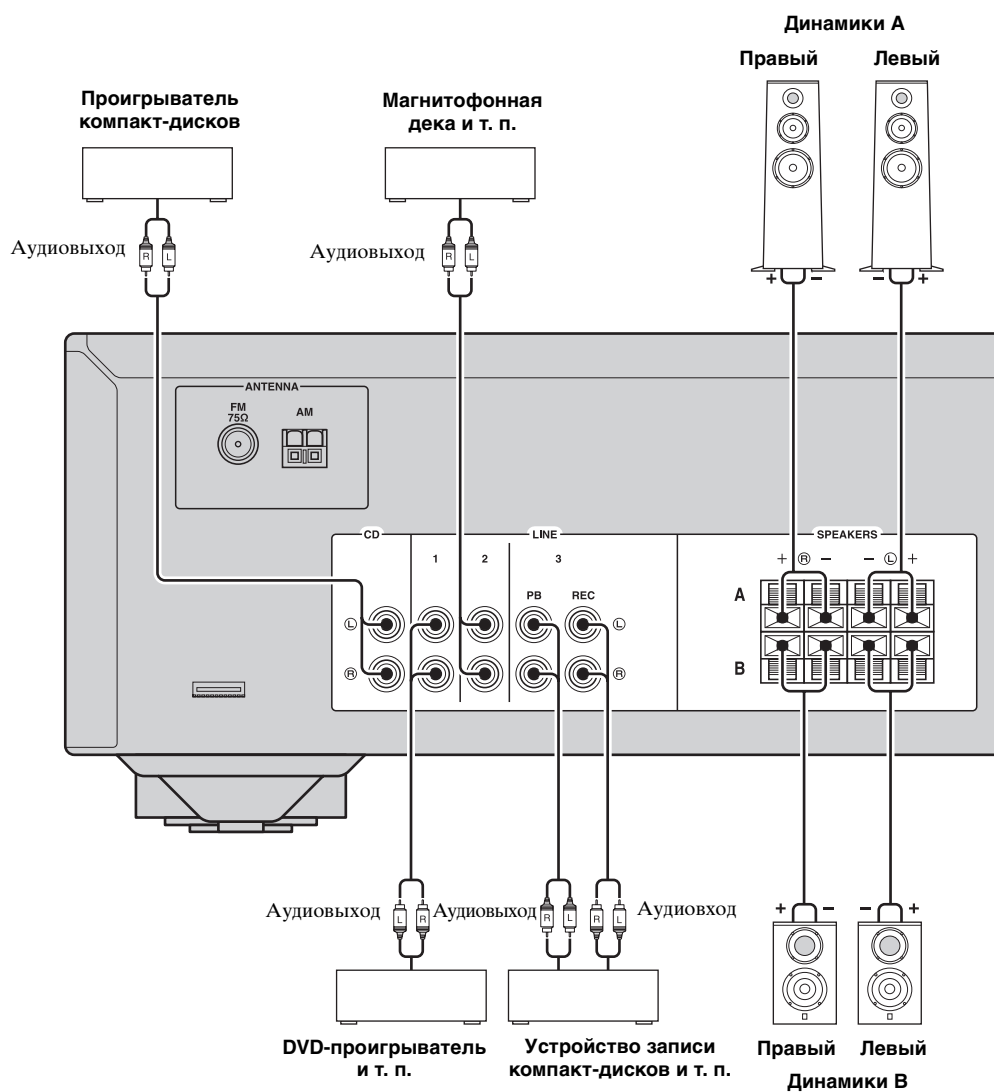 Динамики A
Правый Левый
Проигрыватель
компакт-дисков
Магнитофонная
дека и т. п.
Аудиовыход
R L
Аудиовыход
R L
+ − − +
ANTENNA
FM
75Ω
AM
CD
LINE
1 2 3
PB REC
L
R
L
R
SPEAKERS
+ R − − L +
A
B
Аудиовыход
L R
Аудиовыход
R L
R L
Аудиовход
+ − − +
DVD-проигрыватель
и т. п.
Устройство записи
компакт-дисков и т. п.
Правый Левый
Динамики B